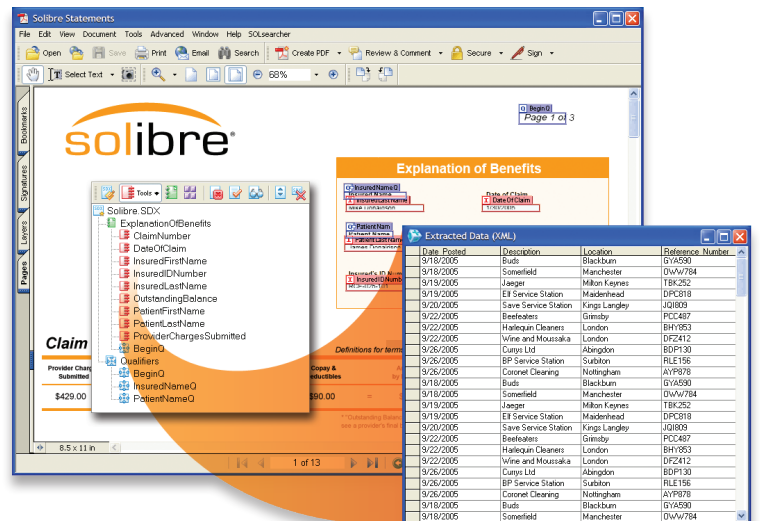 Solibre Statements
File Edit View Document Tools Advanced Window Help SOLsearcher
Open Save Print Email Search Create PDF Review & Comment Secure Sign
Select Text 68%
Bookmarks
Signatures
Layers
Pages
BeginQ
Page 1 of 3
solibre
Explanation of Benefits
InsuredNameQ
Insured Name
InsuredLastName
Date of Claim
DateOfClaim
PatientNam
Patient Name
PatientLastName
Insured's ID Num
InsuredIDNumb
Tools
Solibre.SDX
ExplanationOfBenefits
ClaimNumber
DateOfClaim
InsuredFirstName
InsuredIDNumber
InsuredLastName
OutstandingBalance
PatientFirstName
PatientLastName
ProviderChargesSubmitted
BeginQ
Qualifiers
BeginQ
InsuredNameQ
PatientNameQ
Claim
Definitions for terms
Provider Charg
Submitted
Copay &
eductibles
$429.00
$90.00 =
8.5 x 11 in
1 of 13
Extracted Data (XML)
Date Posted Description Location Reference Number
9/18/2005 Buds Blackburn GYA590
9/18/2005 Somerfield Manchester OWW784
9/19/2005 Jaeger Milton Keynes TBK252
9/19/2005 Elf Service Station Maidenhead DPC818
9/20/2005 Save Service Station Kings Langley JQI809
9/22/2005 Beefeaters Grimsby PCC487
9/22/2005 Harlequin Cleaners London BHY853
9/22/2005 Wine and Moussaka London DFZ412
9/26/2005 Currys Ltd Abingdon BDP130
9/26/2005 BP Service Station Surbiton RLE156
9/26/2005 Coronet Cleaning Nottingham AYP878
9/18/2005 Buds Blackburn GYA590
9/18/2005 Somerfield Manchester OWW784
9/19/2005 Jaeger Milton Keynes TBK252
9/19/2005 Elf Service Station Maidenhead DPC818
9/20/2005 Save Service Station Kings Langley JQI809
9/22/2005 Beefeaters Grimsby PCC487
9/22/2005 Harlequin Cleaners London BHY853
9/22/2005 Wine and Moussaka London DFZ412
9/26/2005 Currys Ltd Abingdon BDP130
9/26/2005 BP Service Station Surbiton RLE156
9/26/2005 Coronet Cleaning Nottingham AYP878
9/18/2005 Buds Blackburn GYA590
9/18/2005 Somerfield Manchester OWW784